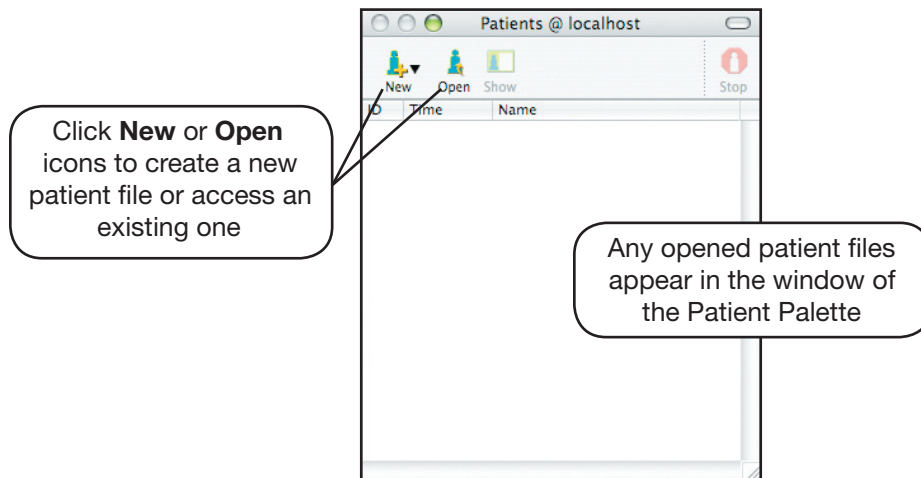 Patients @ localhost
New Open Show Stop
ID Time Name
Click New or Open
icons to create a new
patient file or access an
existing one
Any opened patient files
appear in the window of
the Patient Palette